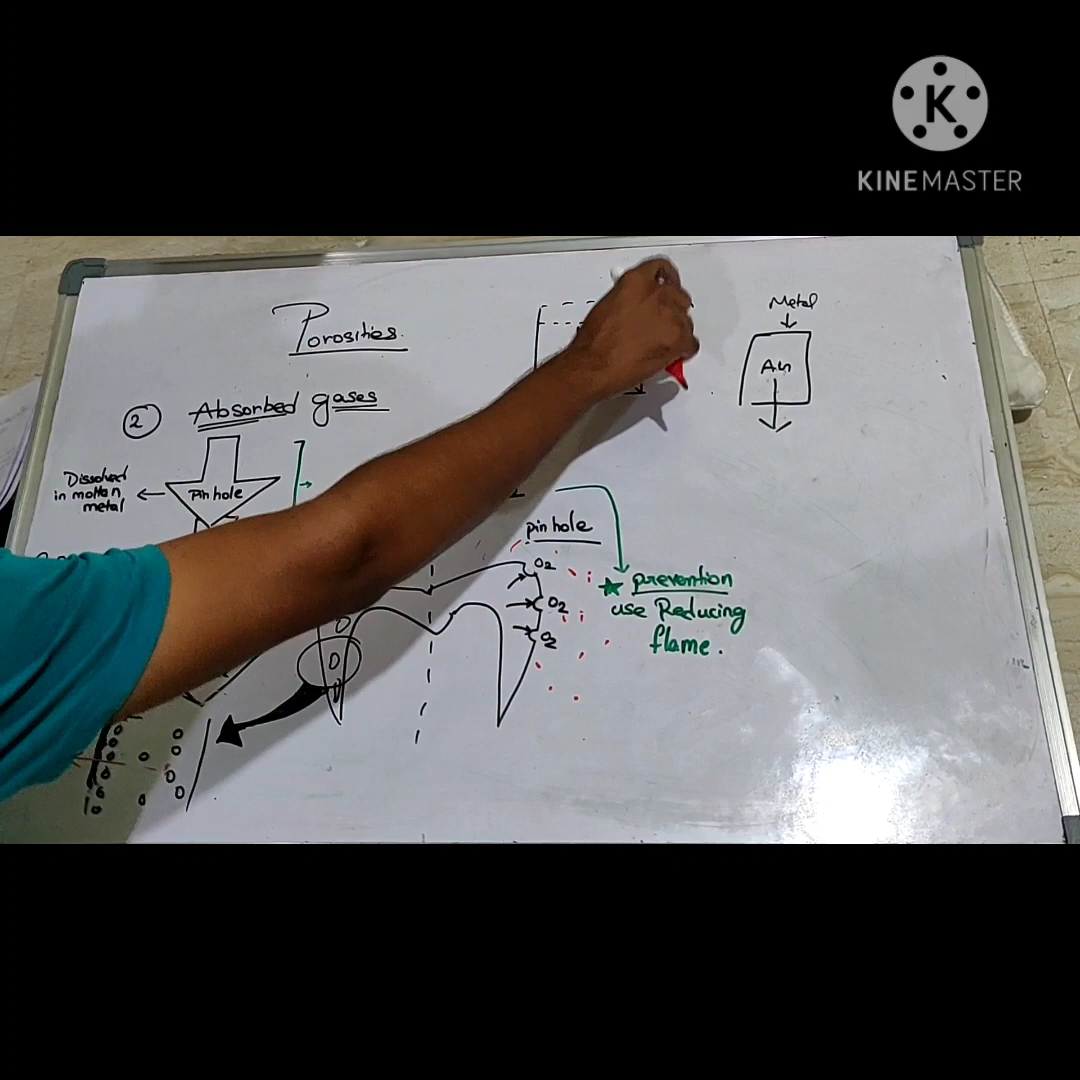 K
KINEMASTER
Porosities.
Metal
Air
② Absorbed gases
Dissolved
in molten
metal
Pin hole
pin hole
O2
O2
O2
★ prevention
use Reducing
flame.